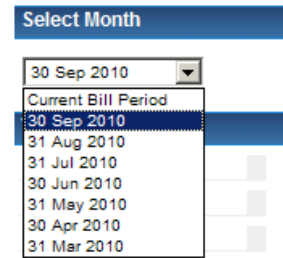 Select Month
30 Sep 2010
Current Bill Period
30 Sep 2010
31 Aug 2010
31 Jul 2010
30 Jun 2010
31 May 2010
30 Apr 2010
31 Mar 2010